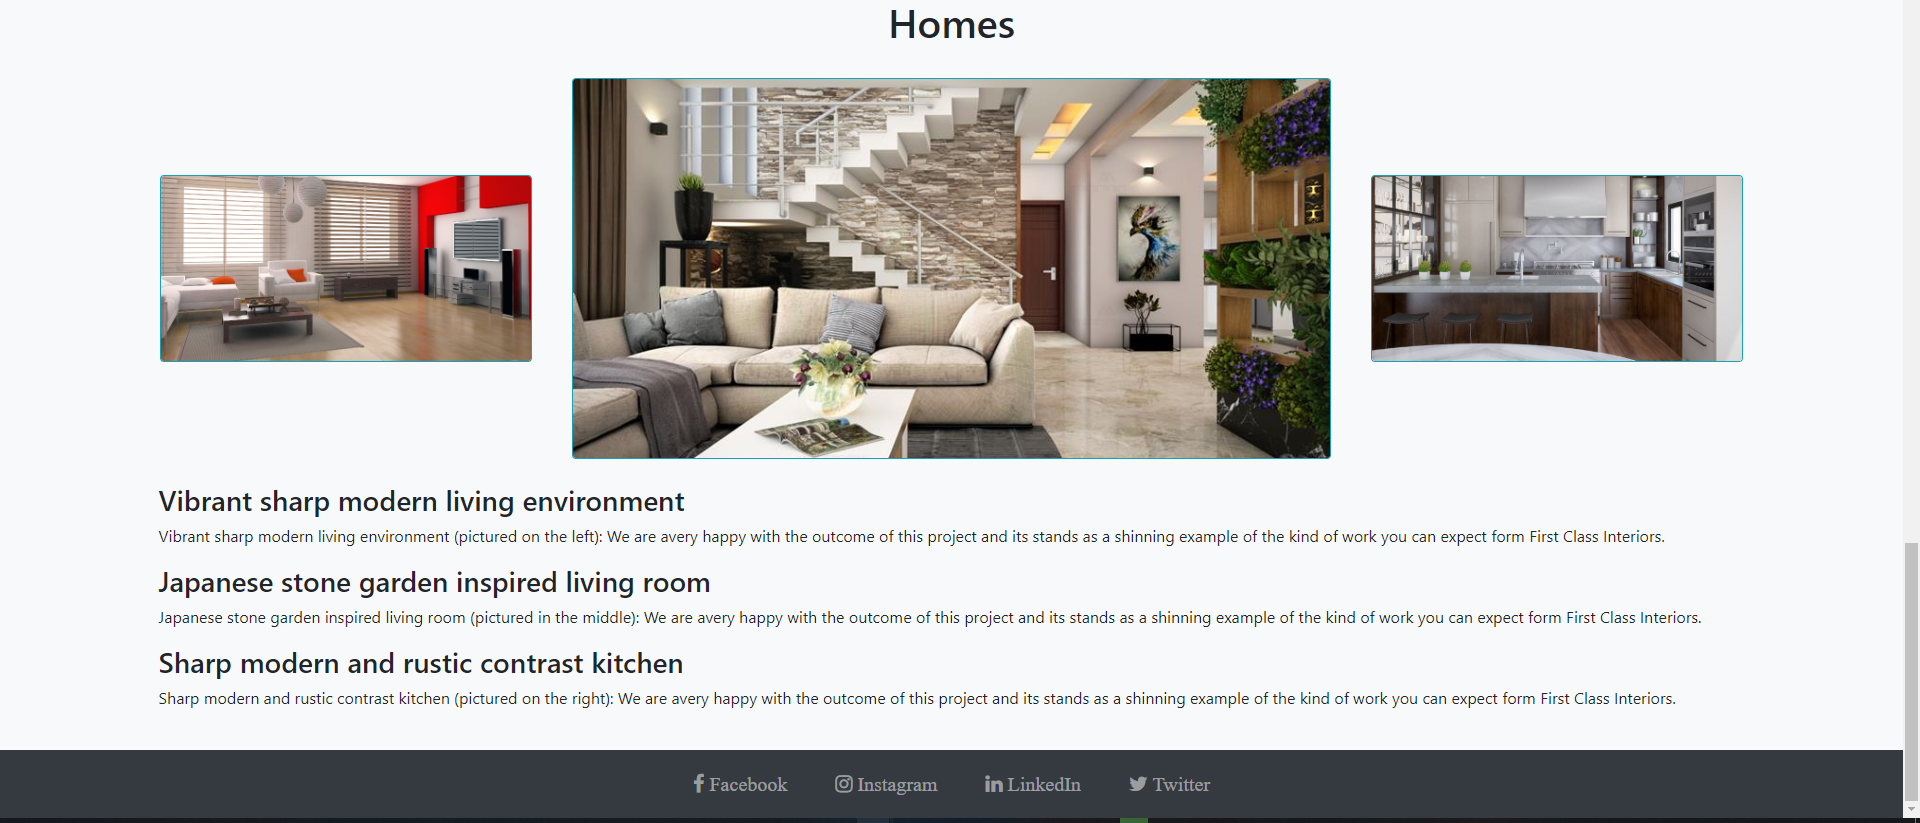 Homes
Vibrant sharp modern living environment
Vibrant sharp modern living environment (pictured on the left): We are avery happy with the outcome of this project and its stands as a shinning example of the kind of work you can expect form First Class Interiors.
Japanese stone garden inspired living room
Japanese stone garden inspired living room (pictured in the middle): We are avery happy with the outcome of this project and its stands as a shinning example of the kind of work you can expect form First Class Interiors.
Sharp modern and rustic contrast kitchen
Sharp modern and rustic contrast kitchen (pictured on the right): We are avery happy with the outcome of this project and its stands as a shinning example of the kind of work you can expect form First Class Interiors.
Facebook Instagram LinkedIn Twitter